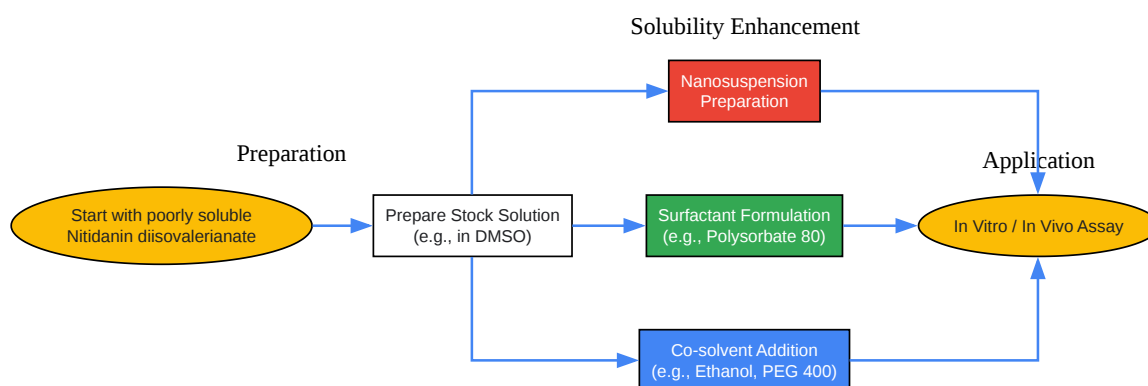 Solubility Enhancement
Nanosuspension
Preparation
Preparation
Application
Start with poorly soluble
Nitidanin diisovalerianate
Prepare Stock Solution
(e.g., in DMSO)
Surfactant Formulation
(e.g., Polysorbate 80)
In Vitro / In Vivo Assay
Co-solvent Addition
(e.g., Ethanol, PEG 400)